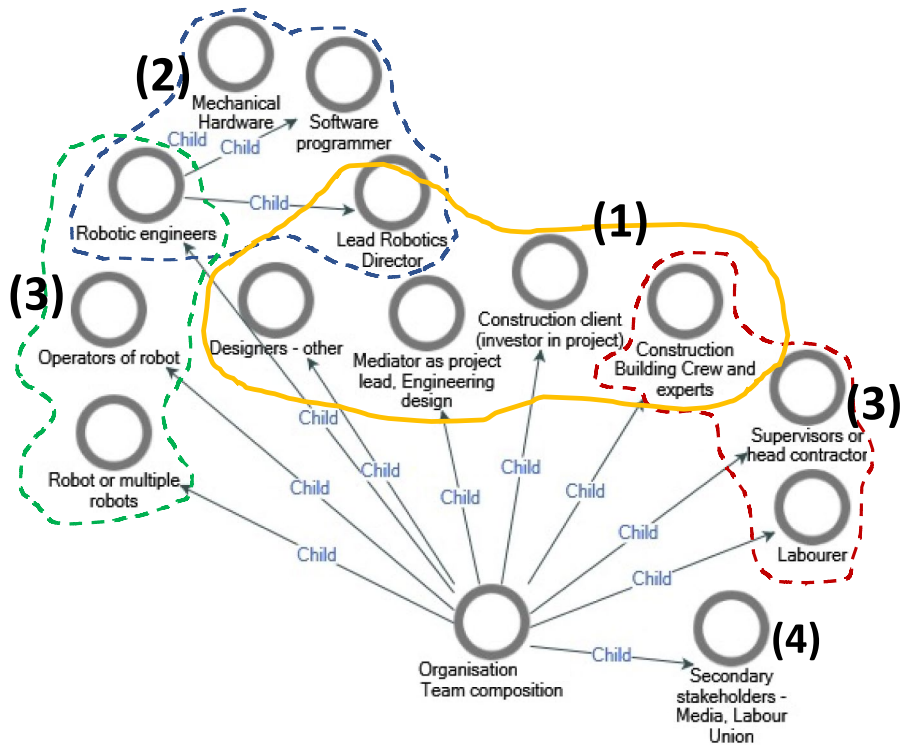 (2)
Mechanical
Hardware
Software
programmer
Child
Child
Robotic engineers
Child
Lead Robotics
Director
(1)
(3)
Operators of robot
Designers - other
Mediator as project
lead, Engineering
design
Construction client
(investor in project)
Construction
Building Crew and
experts
(3)
Supervisors or
head contractor
Robot or multiple
robots
Labourer
Child
Child
Child
Child
Child
Child
Child
Child
Child
Child
Organisation
Team composition
(4)
Secondary
stakeholders -
Media, Labour
Union